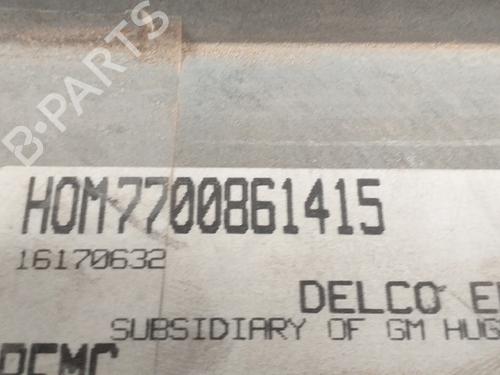 B-PARTS
HOM7700861415
16170632
DELCO E
SUBSIDIARY OF GM HUG